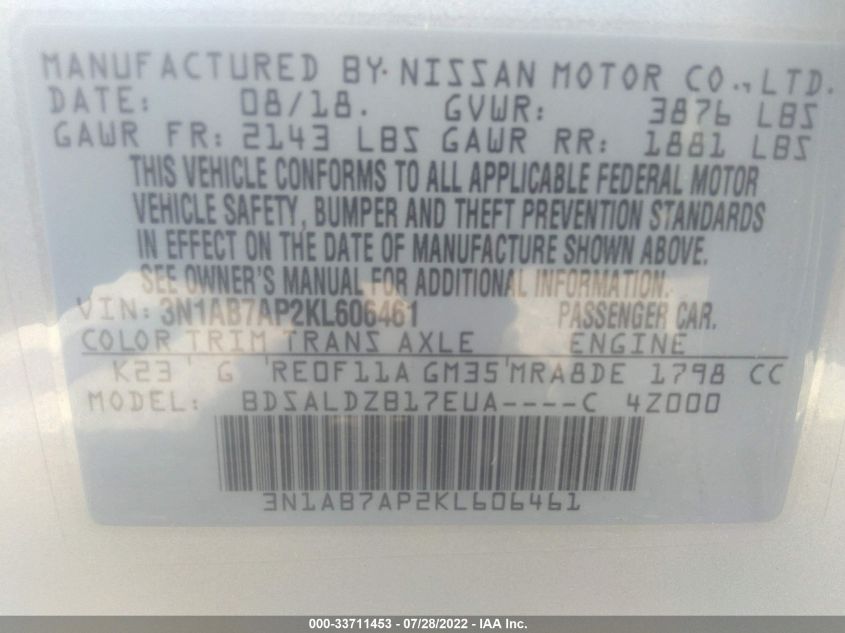 MANUFACTURED BY NISSAN MOTOR CO., LTD.
DATE: 08/18. GVWR: 3876 LBS
GAWR FR: 2143 LBS GAWR RR: 1881 LBS
THIS VEHICLE CONFORMS TO ALL APPLICABLE FEDERAL MOTOR
VEHICLE SAFETY, BUMPER AND THEFT PREVENTION STANDARDS
IN EFFECT ON THE DATE OF MANUFACTURE SHOWN ABOVE.
SEE OWNER'S MANUAL FOR ADDITIONAL INFORMATION.
VIN: 3N1AB7AP2KL606461 PASSENGER CAR.
COLOR TRIM TRANS AXLE ENGINE
K23 G RE0F11A GM35 MRA8DE 1798 CC
MODEL: BDSALDZB17EUA----C 4Z000
3N1AB7AP2KL606461
000-33711453 - 07/28/2022 - IAA Inc.